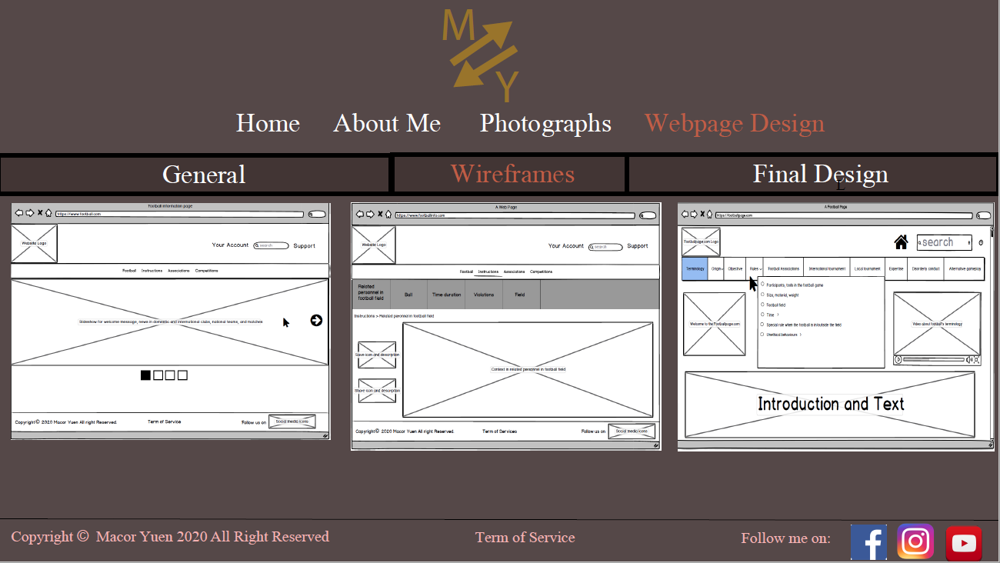 M
Y
Home About Me Photographs Webpage Design
General Wireframes Final Design
Football information page
https://www.football.com
Website Logo
Your Account search Support
Football Instructions Associations Competitions
Slideshow for welcome message, news in domestic and international clubs, national teams, and matches
Copyright © 2020 Macor Yuen All right Reserved. Term of Service Follow us on Social media icons
A Web Page
https://www.footballinfo.com
Website Logo
Your Account search Support
Football Instructions Associations Competitions
Related
personnel in
football field
Ball Time duration Violations Field
Instructions > Related personnel in football field
Save icon and description
Share icon and description
Context in related personnel in football field
Copyright © 2020 Macor Yuen All right Reserved. Term of Services Follow us on Social media icons
A Football Page
https://footballpage.com
Footballpage.com Logo
search
Terminology Origin Objective Rules Football Associations International tournament Local tournament Expertise Disorderly conduct Alternative gameplay
Participants, tools in the football game
Size, material, weight
Football field
Time >
Special rule when the football in/outside the field
Unethical behaviours >
Welcome to the Footballpage.com
Video about football's terminology
Introduction and Text
Copyright © Macor Yuen 2020 All Right Reserved Term of Service Follow me on: